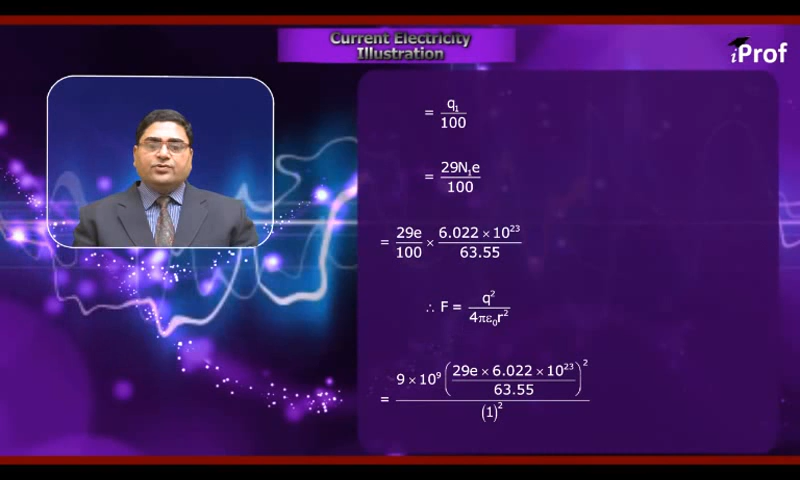 Current Electricity
Illustration
iProf
= q₁/100
= 29N₁e/100
= 29e/100 × 6.022 × 10²³/63.55
∴ F = q²/4πε₀r²
= 9 × 10⁹ (29e × 6.022 × 10²³/63.55)²/(1)²